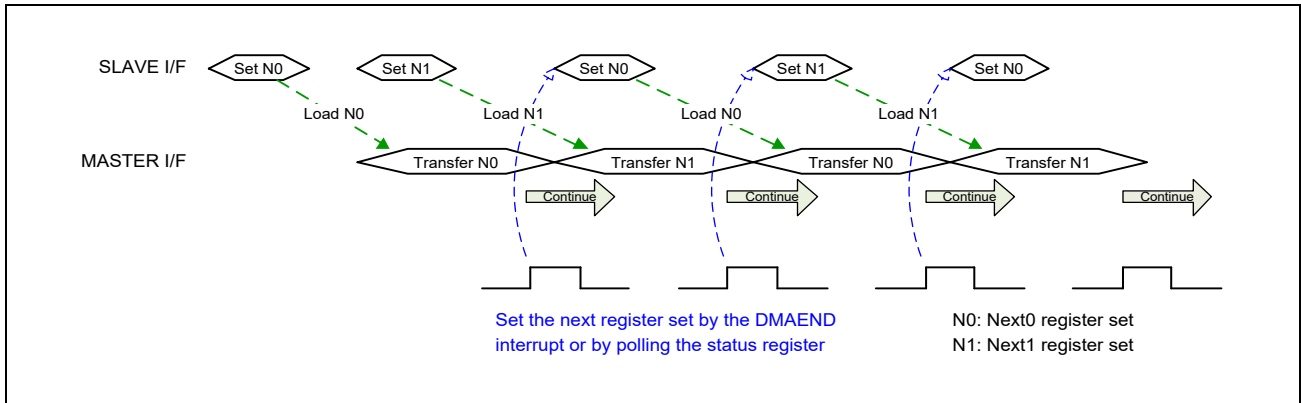 SLAVE I/F
Set N0
Set N1
Set N0
Set N1
Set N0
Load N0
Load N1
Load N0
Load N1
MASTER I/F
Transfer N0
Transfer N1
Transfer N0
Transfer N1
Continue
Continue
Continue
Continue
Set the next register set by the DMAEND
interrupt or by polling the status register
N0: Next0 register set
N1: Next1 register set